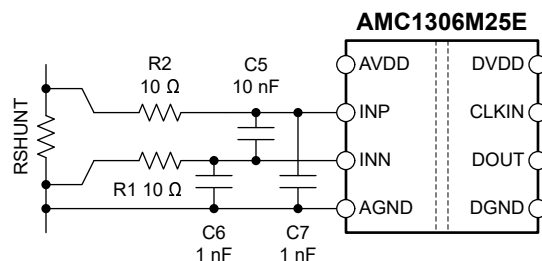 AMC1306M25E
R2
10 Ω
C5
10 nF
AVDD
DVDD
INP
CLKIN
RSHUNT
INN
DOUT
R1 10 Ω
AGND
DGND
C6
1 nF
C7
1 nF